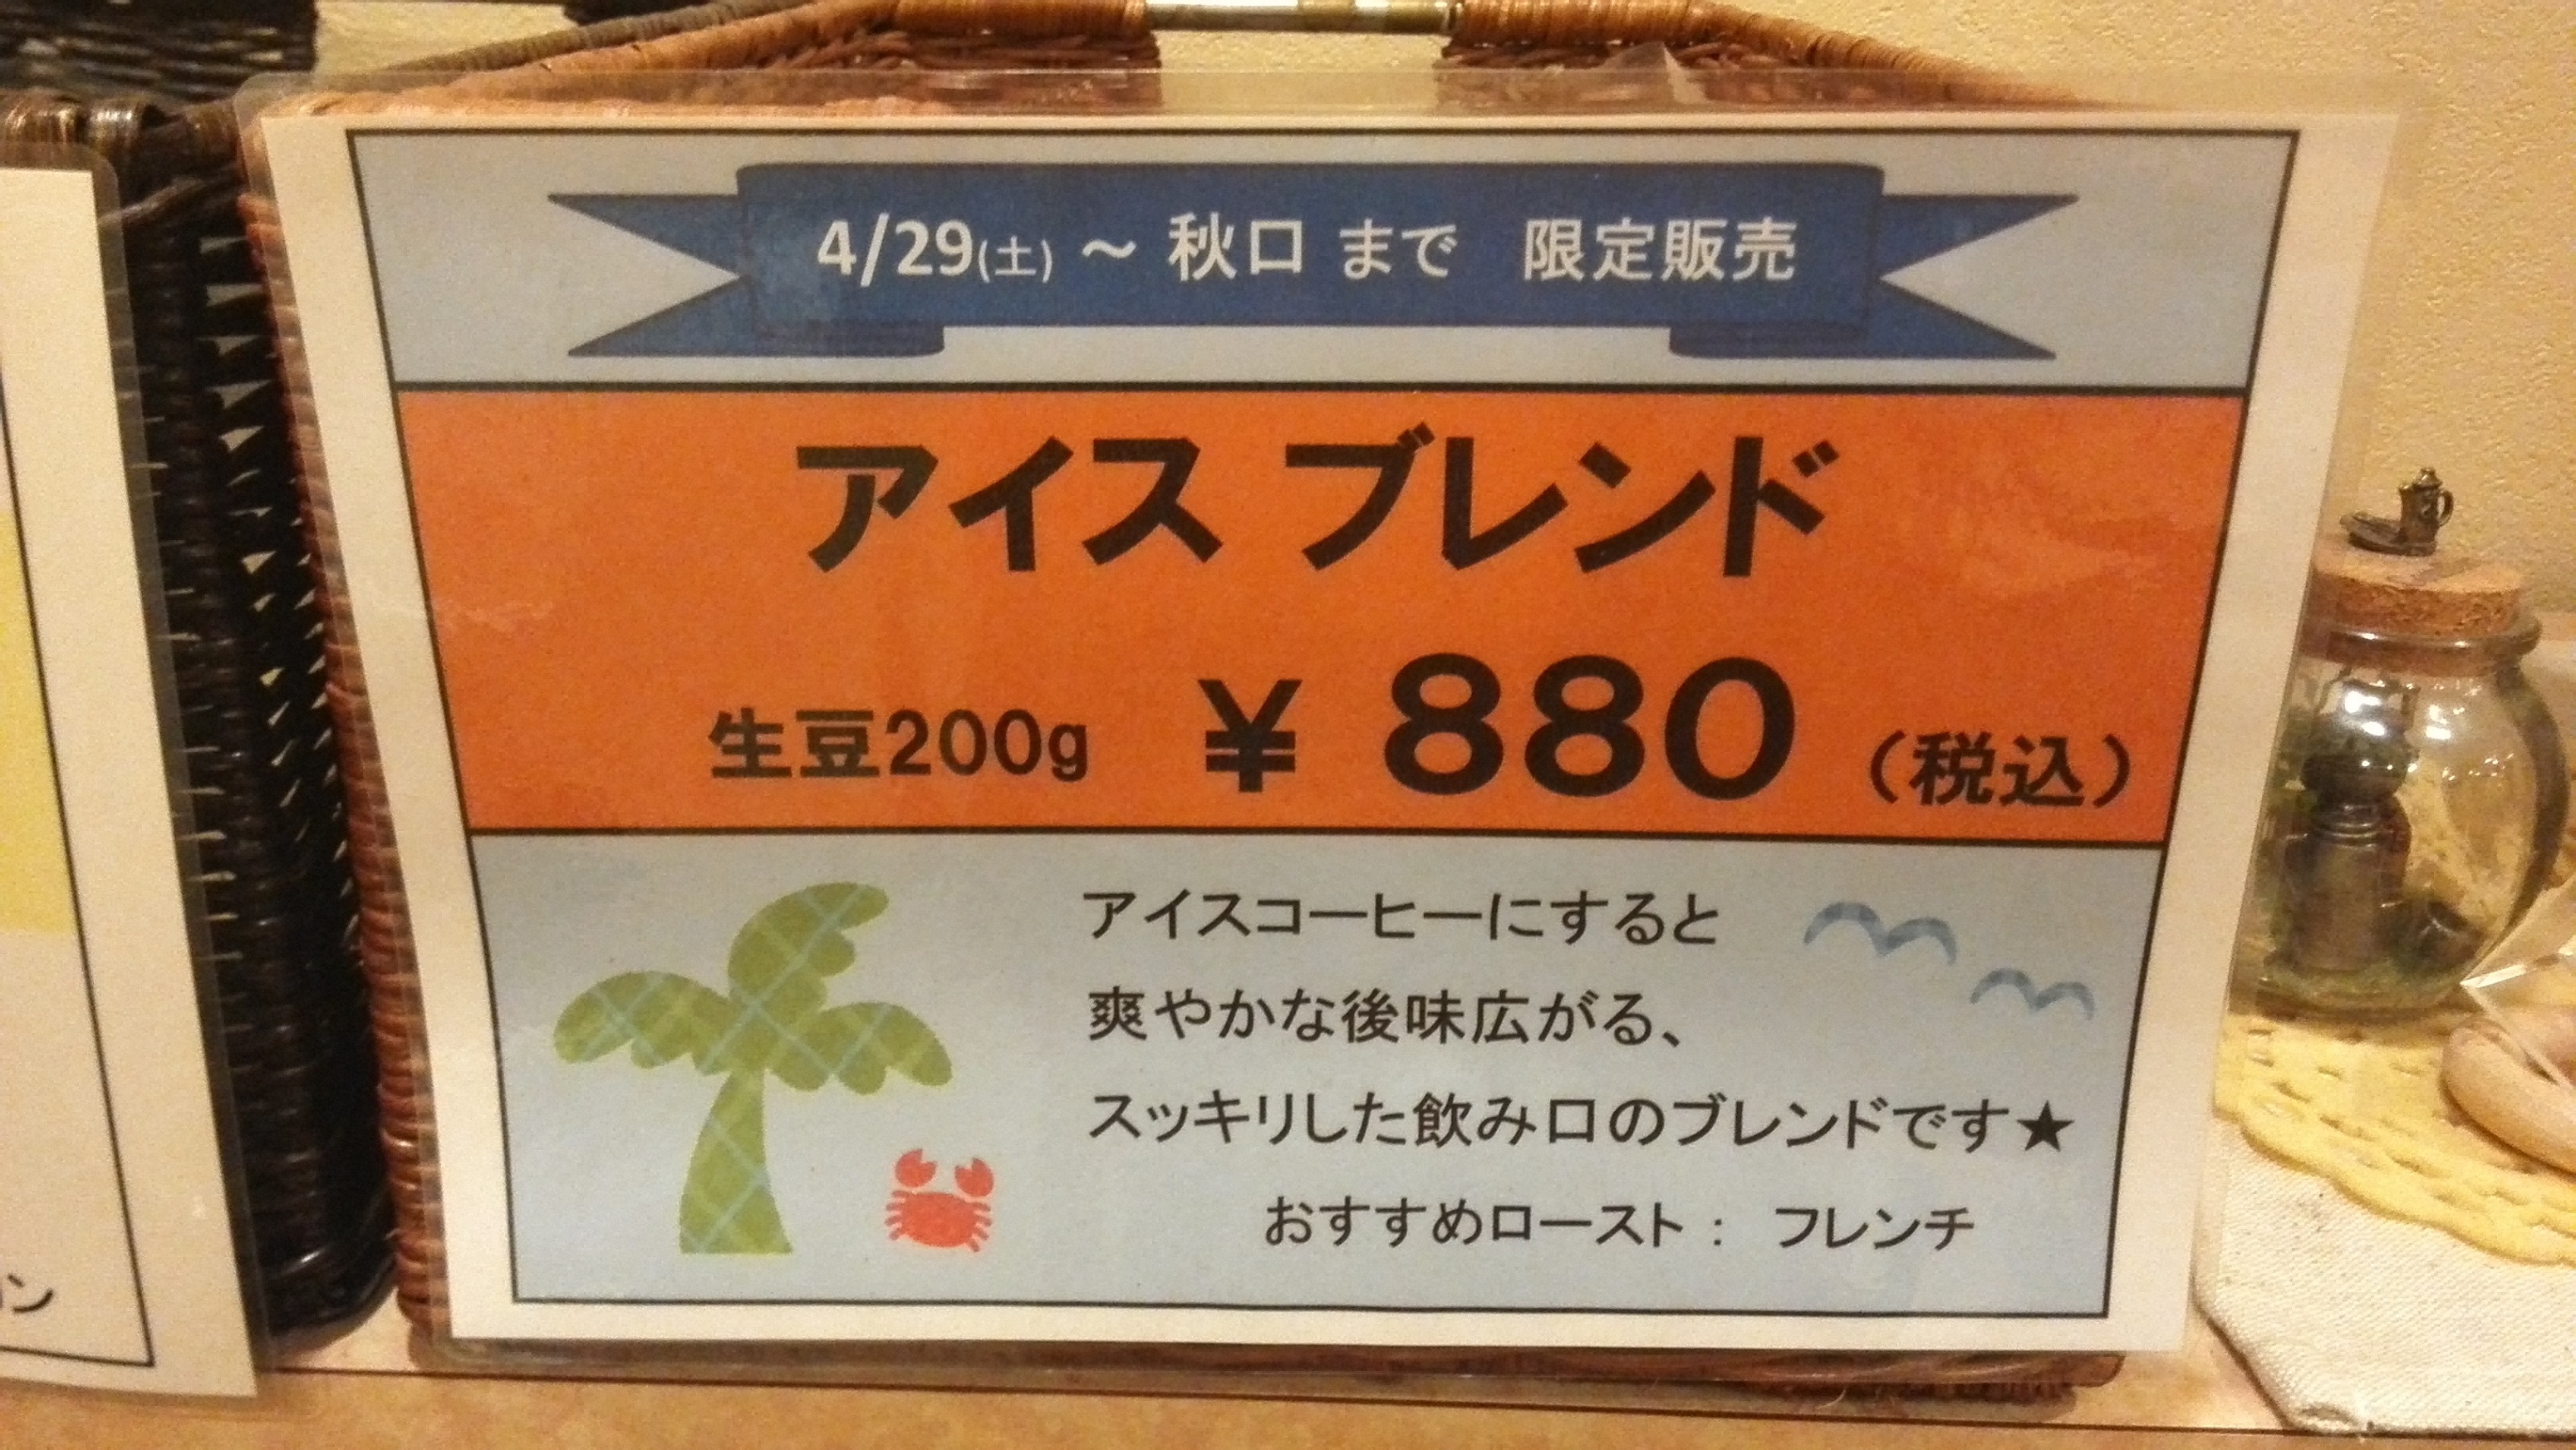 4/29(土) ～ 秋口 まで　限定販売
アイス ブレンド
生豆200g　¥ 880（税込）
アイスコーヒーにすると
爽やかな後味広がる、
スッキリした飲み口のブレンドです★
おすすめロースト： フレンチ